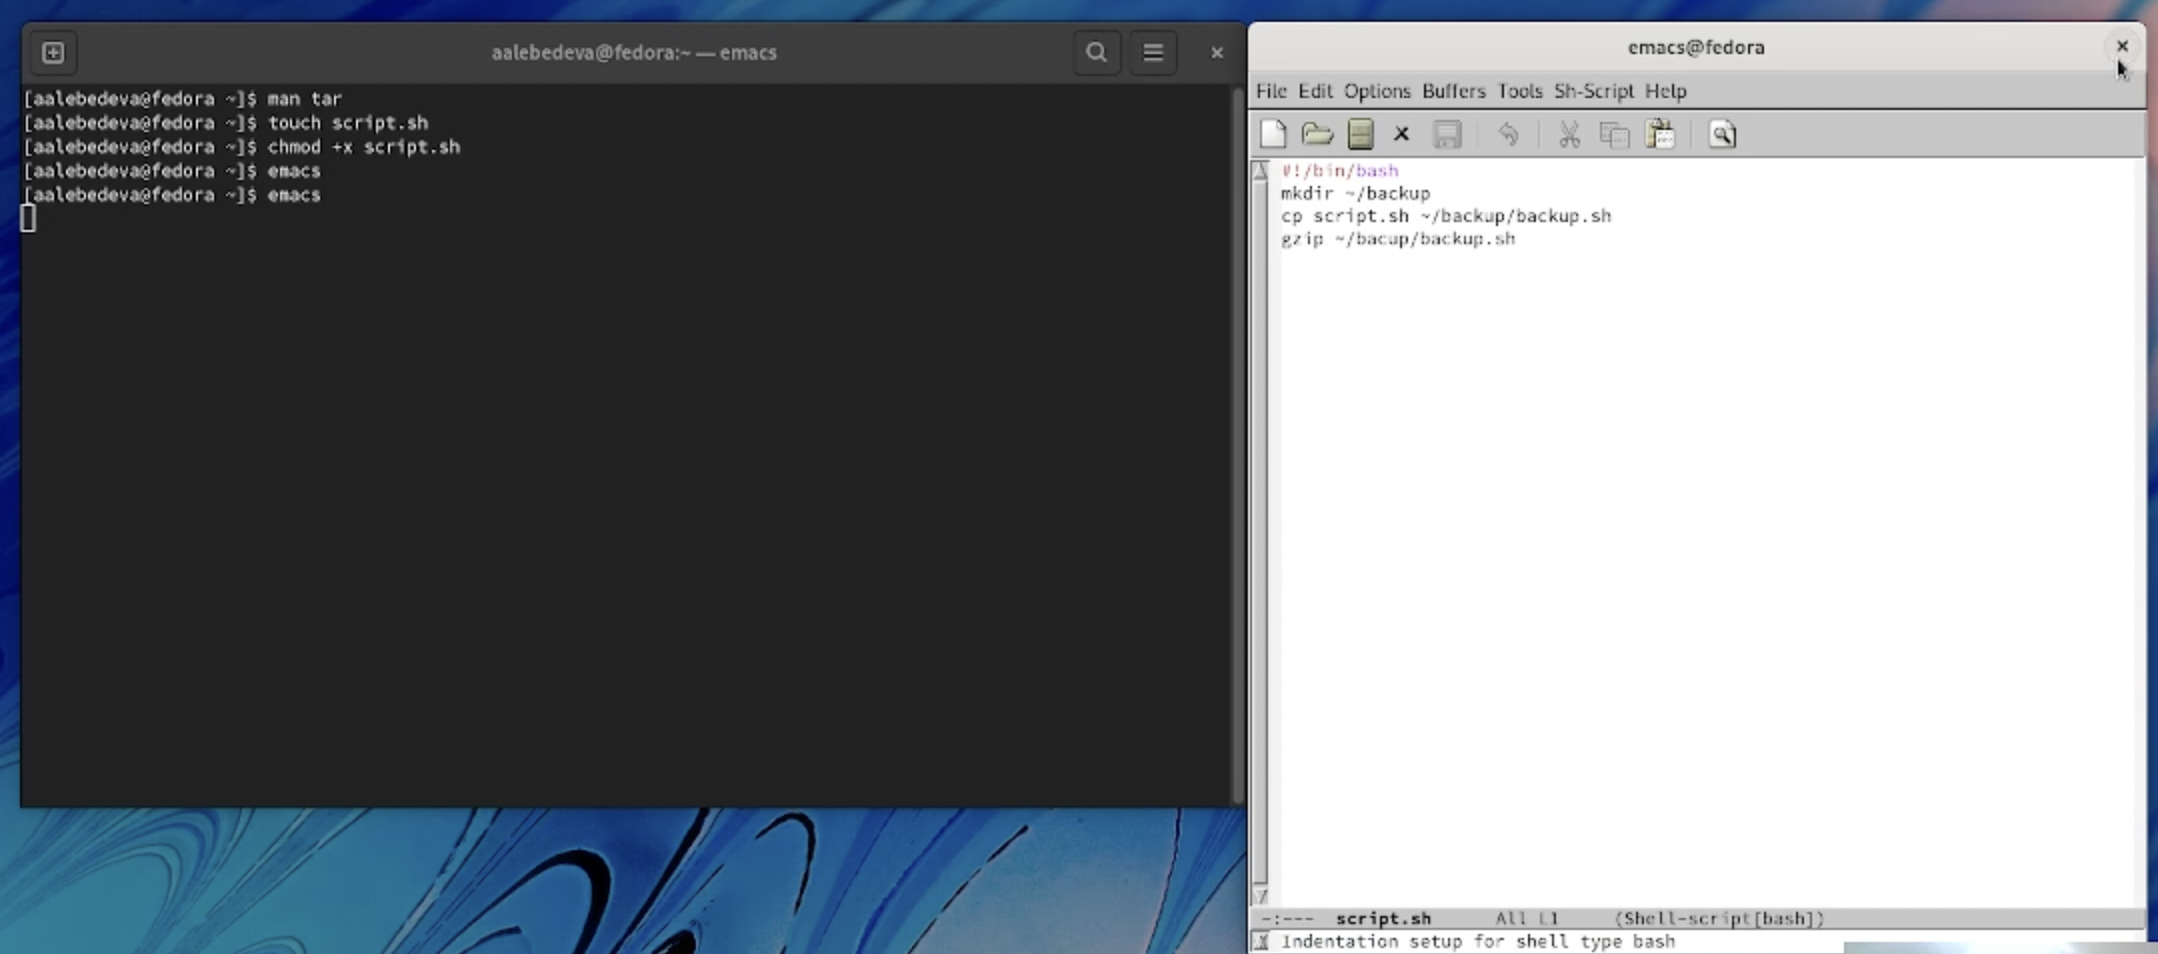 aalebedeva@fedora:~ — emacs
[aalebedeva@fedora ~]$ man tar
[aalebedeva@fedora ~]$ touch script.sh
[aalebedeva@fedora ~]$ chmod +x script.sh
[aalebedeva@fedora ~]$ emacs
[aalebedeva@fedora ~]$ emacs
emacs@fedora
File Edit Options Buffers Tools Sh-Script Help
#!/bin/bash
mkdir ~/backup
cp script.sh ~/backup/backup.sh
gzip ~/bacup/backup.sh
-:--- script.sh All L1 (Shell-script[bash])
Indentation setup for shell type bash